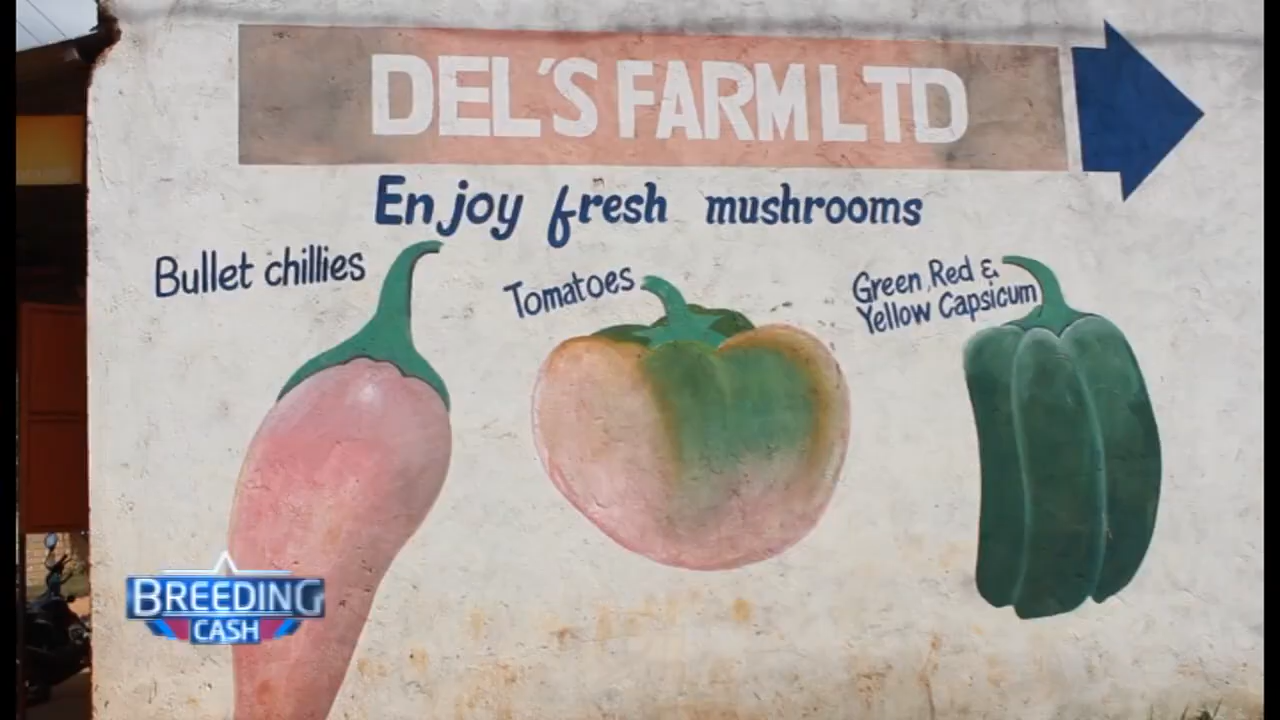 DEL'S FARM LTD
Enjoy fresh mushrooms
Bullet chillies
Tomatoes
Green, Red &
Yellow Capsicum
BREEDING
CASH